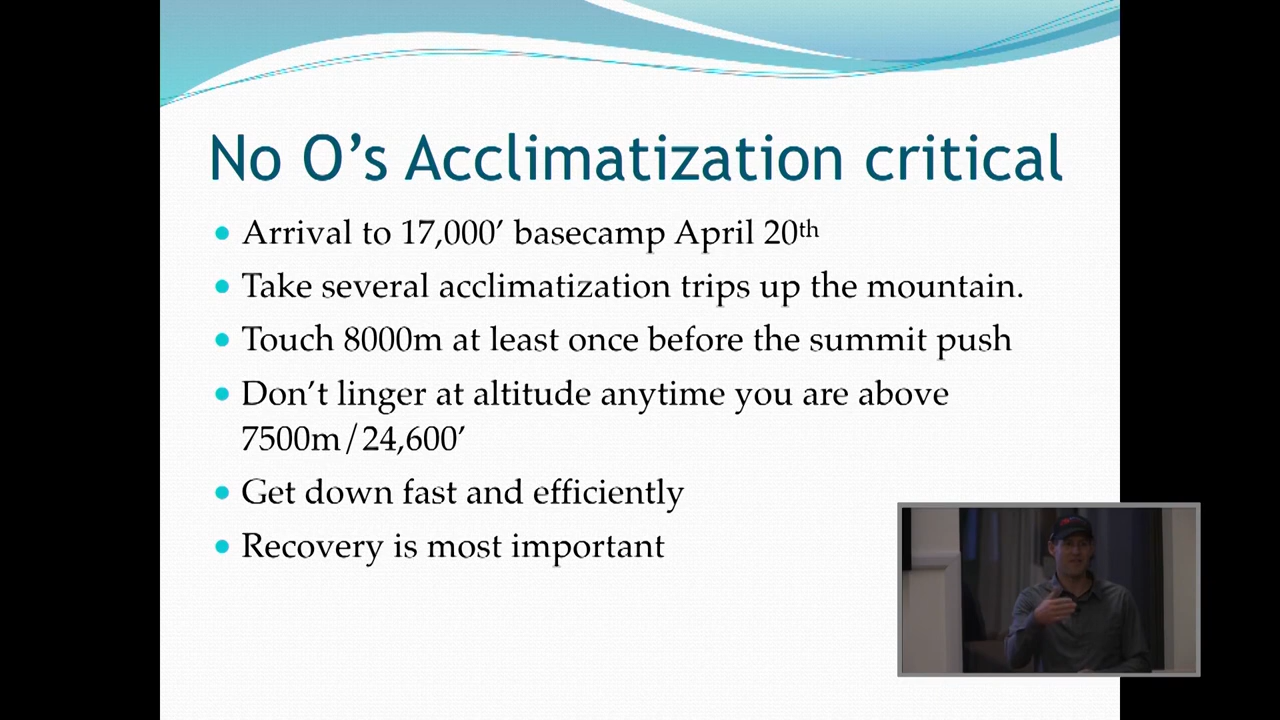 No O’s Acclimatization critical
Arrival to 17,000’ basecamp April 20th
Take several acclimatization trips up the mountain.
Touch 8000m at least once before the summit push
Don’t linger at altitude anytime you are above
7500m/24,600’
Get down fast and efficiently
Recovery is most important